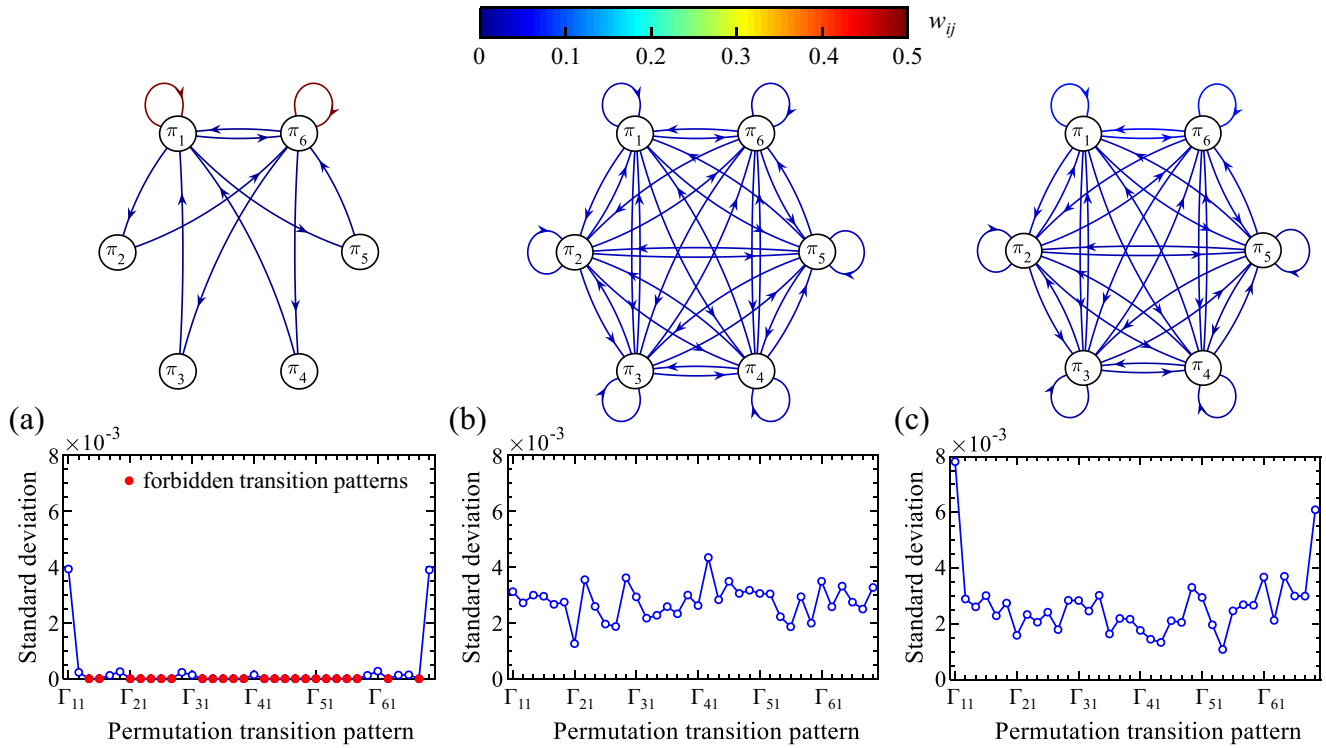 w_ij
0 0.1 0.2 0.3 0.4 0.5
π1 π6 π2 π5 π3 π4
π1 π6 π2 π5 π3 π4
π1 π6 π2 π5 π3 π4
(a) (b) (c)
×10⁻³
8
6
4
2
0
Standard deviation
forbidden transition patterns
Γ11 Γ21 Γ31 Γ41 Γ51 Γ61
Permutation transition pattern
×10⁻³
8
6
4
2
0
Standard deviation
Γ11 Γ21 Γ31 Γ41 Γ51 Γ61
Permutation transition pattern
×10⁻³
8
6
4
2
0
Standard deviation
Γ11 Γ21 Γ31 Γ41 Γ51 Γ61
Permutation transition pattern